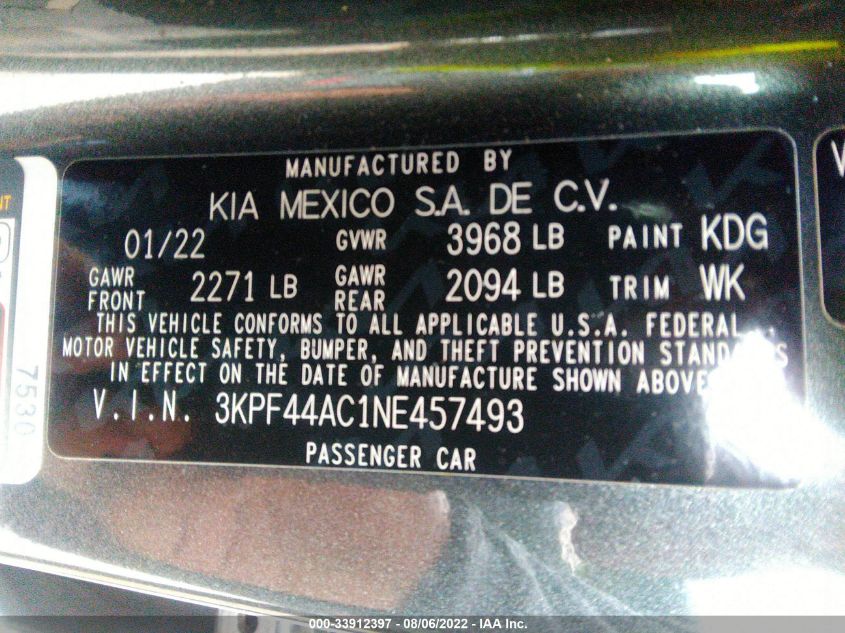 MANUFACTURED BY
KIA MEXICO S.A. DE C.V.
01/22 GVWR 3968 LB PAINT KDG
GAWR FRONT 2271 LB GAWR REAR 2094 LB TRIM WK
THIS VEHICLE CONFORMS TO ALL APPLICABLE U.S.A. FEDERAL
MOTOR VEHICLE SAFETY, BUMPER, AND THEFT PREVENTION STANDARDS
IN EFFECT ON THE DATE OF MANUFACTURE SHOWN ABOVE
V.I.N. 3KPF44AC1NE457493
PASSENGER CAR
7530
000-33912397 - 08/06/2022 - IAA Inc.